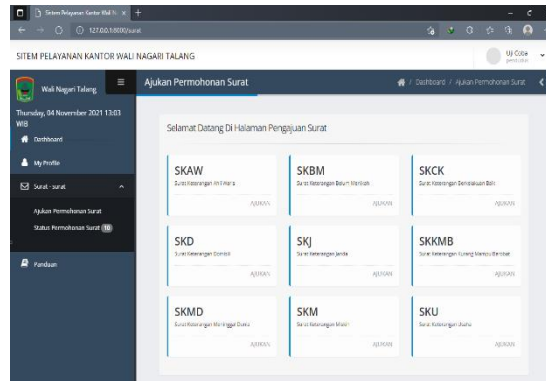 Sistem Pelayanan Kantor Wali N
127.0.0.1:8000/surat
SITEM PELAYANAN KANTOR WALI NAGARI TALANG
Uji Coba
penduduk
Wali Nagari Talang
Ajukan Permohonan Surat
/ Dashboard / Ajukan Permohonan Surat
Thursday, 04 November 2021 13:03
WIB
Dashboard
My Profile
Surat - surat
Ajukan Permohonan Surat
Status Permohonan Surat 10
Panduan
Selamat Datang Di Halaman Pengajuan Surat
SKAW
Surat Keterangan Ahli Waris
AJUKAN
SKBM
Surat Keterangan Belum Menikah
AJUKAN
SKCK
Surat Keterangan Berkelakuan Baik
AJUKAN
SKD
Surat Keterangan Domisili
AJUKAN
SKJ
Surat Keterangan Janda
AJUKAN
SKKMB
Surat Keterangan Kurang Mampu Berobat
AJUKAN
SKMD
Surat Keterangan Meninggal Dunia
AJUKAN
SKM
Surat Keterangan Miskin
AJUKAN
SKU
Surat Keterangan Usaha
AJUKAN